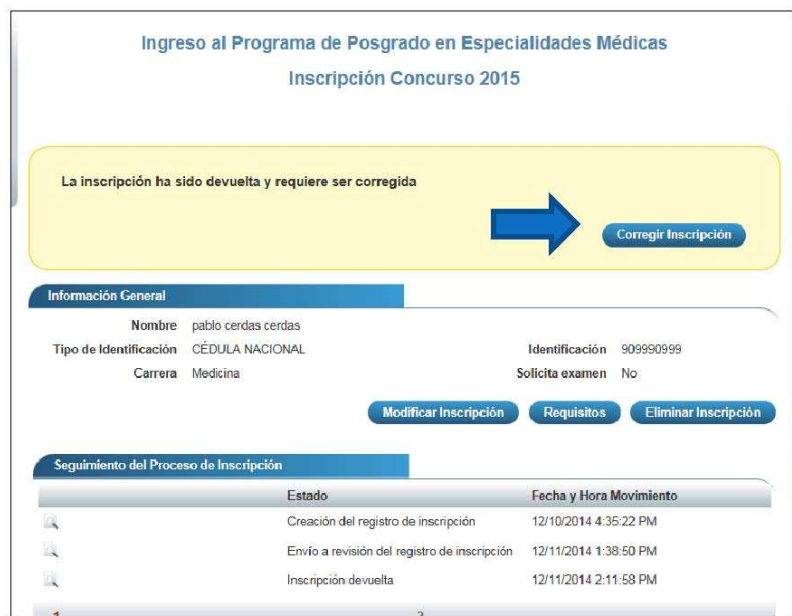 Ingreso al Programa de Posgrado en Especialidades Médicas
Inscripción Concurso 2015
La inscripción ha sido devuelta y requiere ser corregida
Corregir Inscripción
Información General
Nombre pablo cerdas cerdas
Tipo de Identificación CÉDULA NACIONAL Identificación 909990999
Carrera Medicina Solicita examen No
Modificar Inscripción Requisitos Eliminar Inscripción
Seguimiento del Proceso de Inscripción
Estado Fecha y Hora Movimiento
Creación del registro de inscripción 12/10/2014 4:35:22 PM
Envío a revisión del registro de inscripción 12/11/2014 1:38:50 PM
Inscripción devuelta 12/11/2014 2:11:58 PM